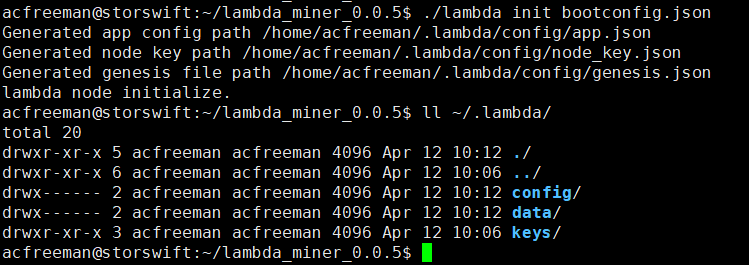 acfreeman@storswift:~/lambda_miner_0.0.5$ ./lambda init bootconfig.json
Generated app config path /home/acfreeman/.lambda/config/app.json
Generated node key path /home/acfreeman/.lambda/config/node_key.json
Generated genesis file path /home/acfreeman/.lambda/config/genesis.json
lambda node initialize.
acfreeman@storswift:~/lambda_miner_0.0.5$ ll ~/.lambda/
total 20
drwxr-xr-x 5 acfreeman acfreeman 4096 Apr 12 10:12 ./
drwxr-xr-x 6 acfreeman acfreeman 4096 Apr 12 10:06 ../
drwx------ 2 acfreeman acfreeman 4096 Apr 12 10:12 config/
drwx------ 2 acfreeman acfreeman 4096 Apr 12 10:12 data/
drwxr-xr-x 3 acfreeman acfreeman 4096 Apr 12 10:06 keys/
acfreeman@storswift:~/lambda_miner_0.0.5$